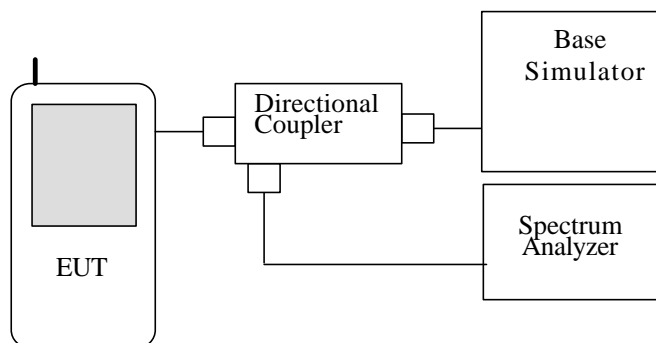 Base
Simulator
Directional
Coupler
Spectrum
Analyzer
EUT